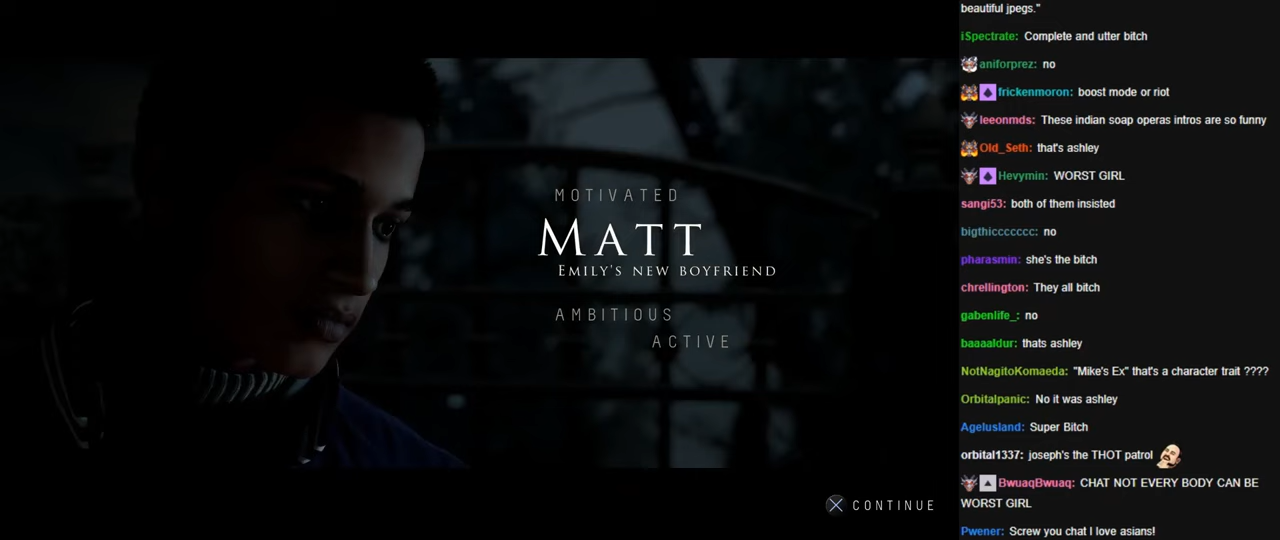 MOTIVATED
MATT
EMILY'S NEW BOYFRIEND
AMBITIOUS
ACTIVE
CONTINUE
beautiful jpegs."
iSpectrate: Complete and utter bitch
aniforprez: no
frickenmoron: boost mode or riot
leeonmds: These indian soap operas intros are so funny
Old_Seth: that's ashley
Hevymin: WORST GIRL
sangi53: both of them insisted
bigthiccccccc: no
pharasmin: she's the bitch
chrellington: They all bitch
gabenlife_: no
baaaaldur: thats ashley
NotNagitoKomaeda: "Mike's Ex" that's a character trait ????
Orbitalpanic: No it was ashley
Agelusland: Super Bitch
orbital1337: joseph's the THOT patrol
BwuaqBwuaq: CHAT NOT EVERY BODY CAN BE
WORST GIRL
Pwener: Screw you chat I love asians!